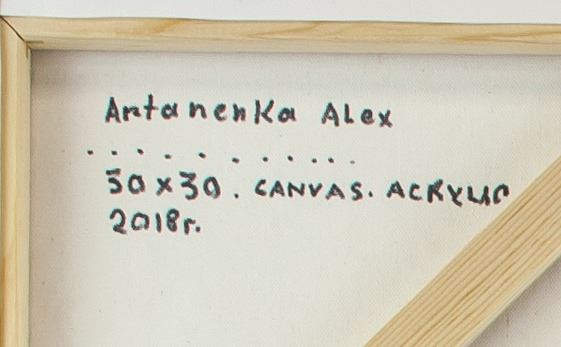 Artanenka Alex
. . . . . . . . . . .
50 x 30 . CANVAS. ACRYLIC
2018г.